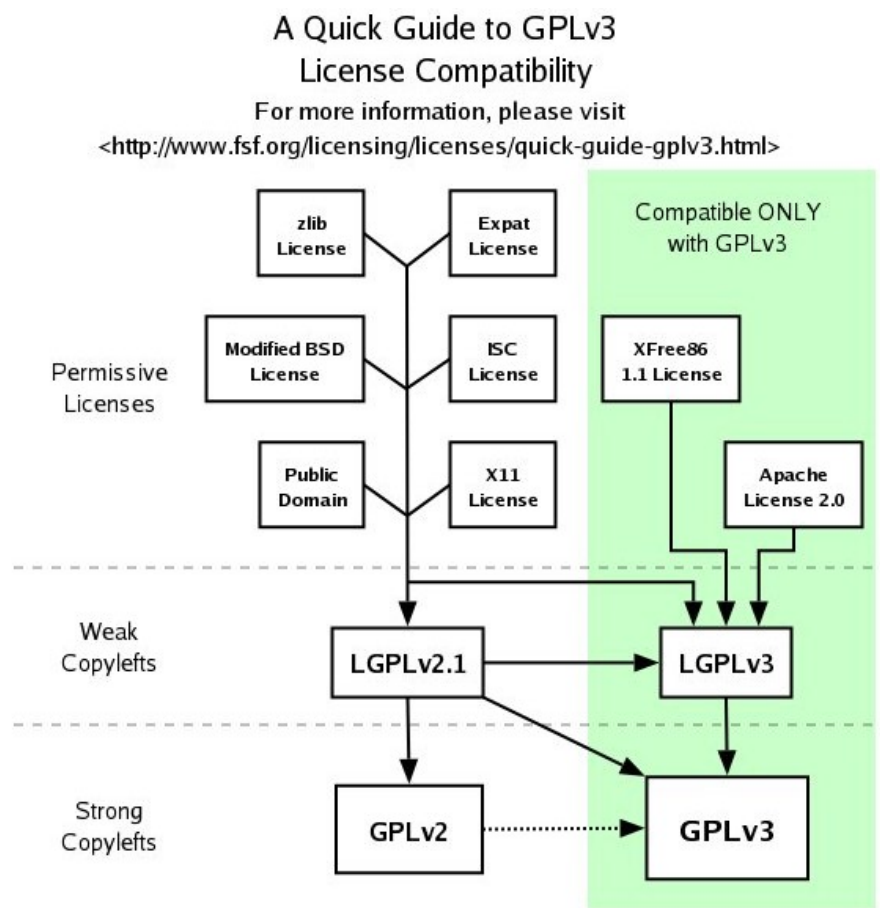 A Quick Guide to GPLv3
License Compatibility
For more information, please visit
<http://www.fsf.org/licensing/licenses/quick-guide-gplv3.html>
Compatible ONLY
with GPLv3
zlib
License
Expat
License
Permissive
Licenses
Modified BSD
License
ISC
License
XFree86
1.1 License
Public
Domain
X11
License
Apache
License 2.0
Weak
Copylefts
LGPLv2.1
LGPLv3
Strong
Copylefts
GPLv2
GPLv3